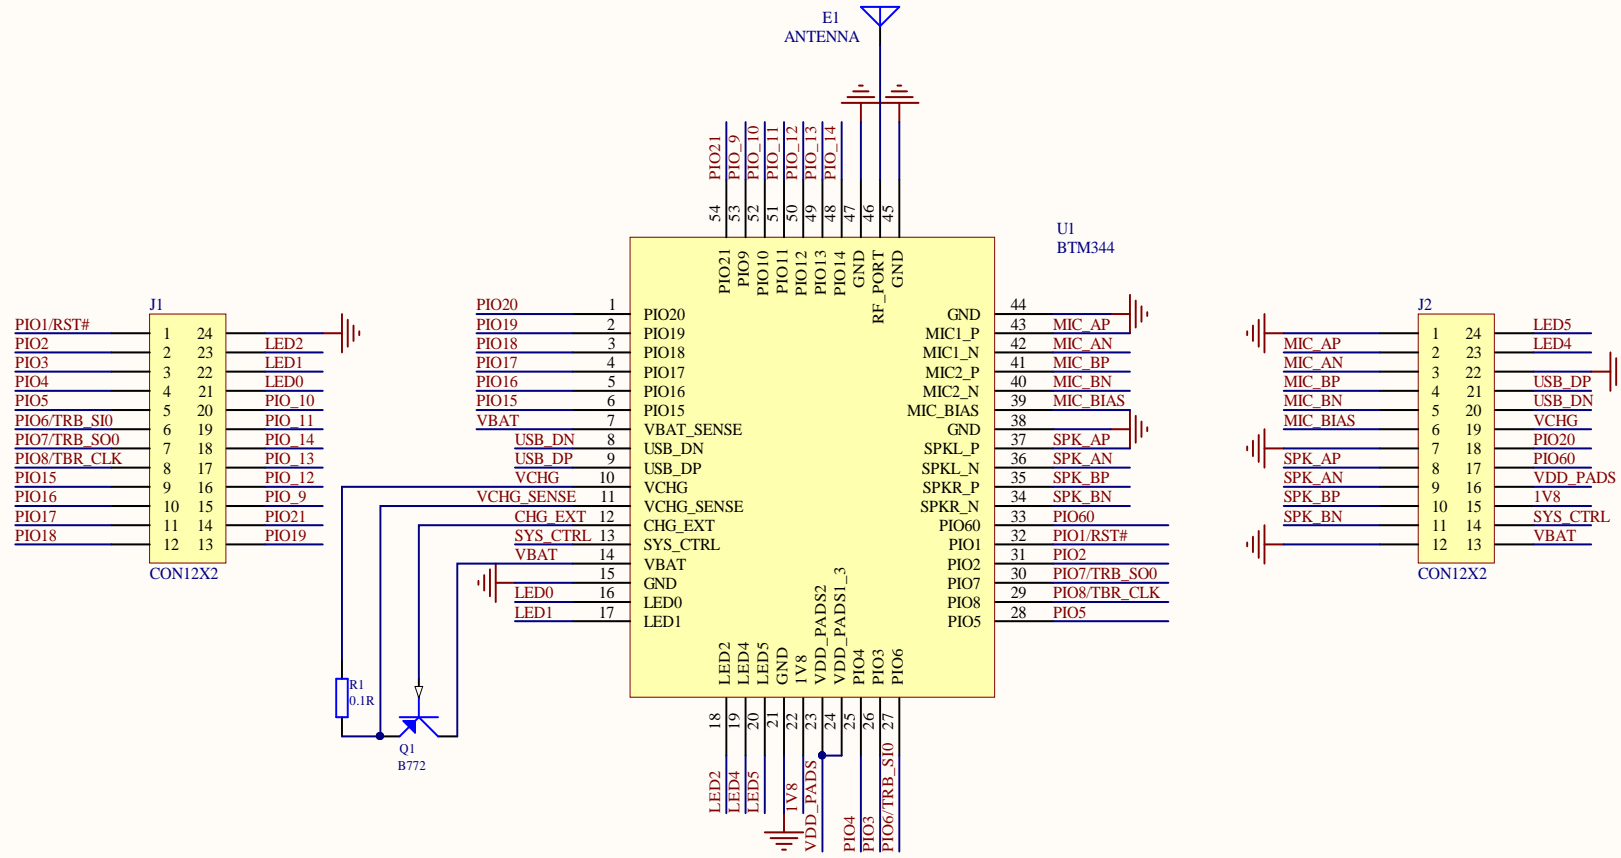 E1
ANTENNA
PIO21
PIO_9
PIO_10
PIO_11
PIO_12
PIO_13
PIO_14
54
53
52
51
50
49
48
47
46
45
PIO21
PIO9
PIO10
PIO11
PIO12
PIO13
PIO14
GND
RF_PORT
GND
U1
BTM344
J1
PIO1/RST# 1 24
PIO2 2 23 LED2
PIO3 3 22 LED1
PIO4 4 21 LED0
PIO5 5 20 PIO_10
PIO6/TRB_SI0 6 19 PIO_11
PIO7/TRB_SO0 7 18 PIO_14
PIO8/TBR_CLK 8 17 PIO_13
PIO15 9 16 PIO_12
PIO16 10 15 PIO_9
PIO17 11 14 PIO21
PIO18 12 13 PIO19
CON12X2
PIO20 1 PIO20
PIO19 2 PIO19
PIO18 3 PIO18
PIO17 4 PIO17
PIO16 5 PIO16
PIO15 6 PIO15
VBAT 7 VBAT_SENSE
USB_DN 8 USB_DN
USB_DP 9 USB_DP
VCHG 10 VCHG
VCHG_SENSE 11 VCHG_SENSE
CHG_EXT 12 CHG_EXT
SYS_CTRL 13 SYS_CTRL
VBAT 14 VBAT
15 GND
LED0 16 LED0
LED1 17 LED1
GND 44
MIC1_P 43 MIC_AP
MIC1_N 42 MIC_AN
MIC2_P 41 MIC_BP
MIC2_N 40 MIC_BN
MIC_BIAS 39 MIC_BIAS
GND 38
SPKL_P 37 SPK_AP
SPKL_N 36 SPK_AN
SPKR_P 35 SPK_BP
SPKR_N 34 SPK_BN
PIO60 33 PIO60
PIO1 32 PIO1/RST#
PIO2 31 PIO2
PIO7 30 PIO7/TRB_SO0
PIO8 29 PIO8/TBR_CLK
PIO5 28 PIO5
J2
1 24 LED5
MIC_AP 2 23 LED4
MIC_AN 3 22
MIC_BP 4 21 USB_DP
MIC_BN 5 20 USB_DN
MIC_BIAS 6 19 VCHG
7 18 PIO20
SPK_AP 8 17 PIO60
SPK_AN 9 16 VDD_PADS
SPK_BP 10 15 1V8
SPK_BN 11 14 SYS_CTRL
12 13 VBAT
CON12X2
LED2
LED4
LED5
GND
1V8
VDD_PADS2
VDD_PADS1_3
PIO4
PIO3
PIO6
18
19
20
21
22
23
24
25
26
27
LED2
LED4
LED5
1V8
VDD_PADS
PIO4
PIO3
PIO6/TRB_SI0
R1
0.1R
Q1
B772